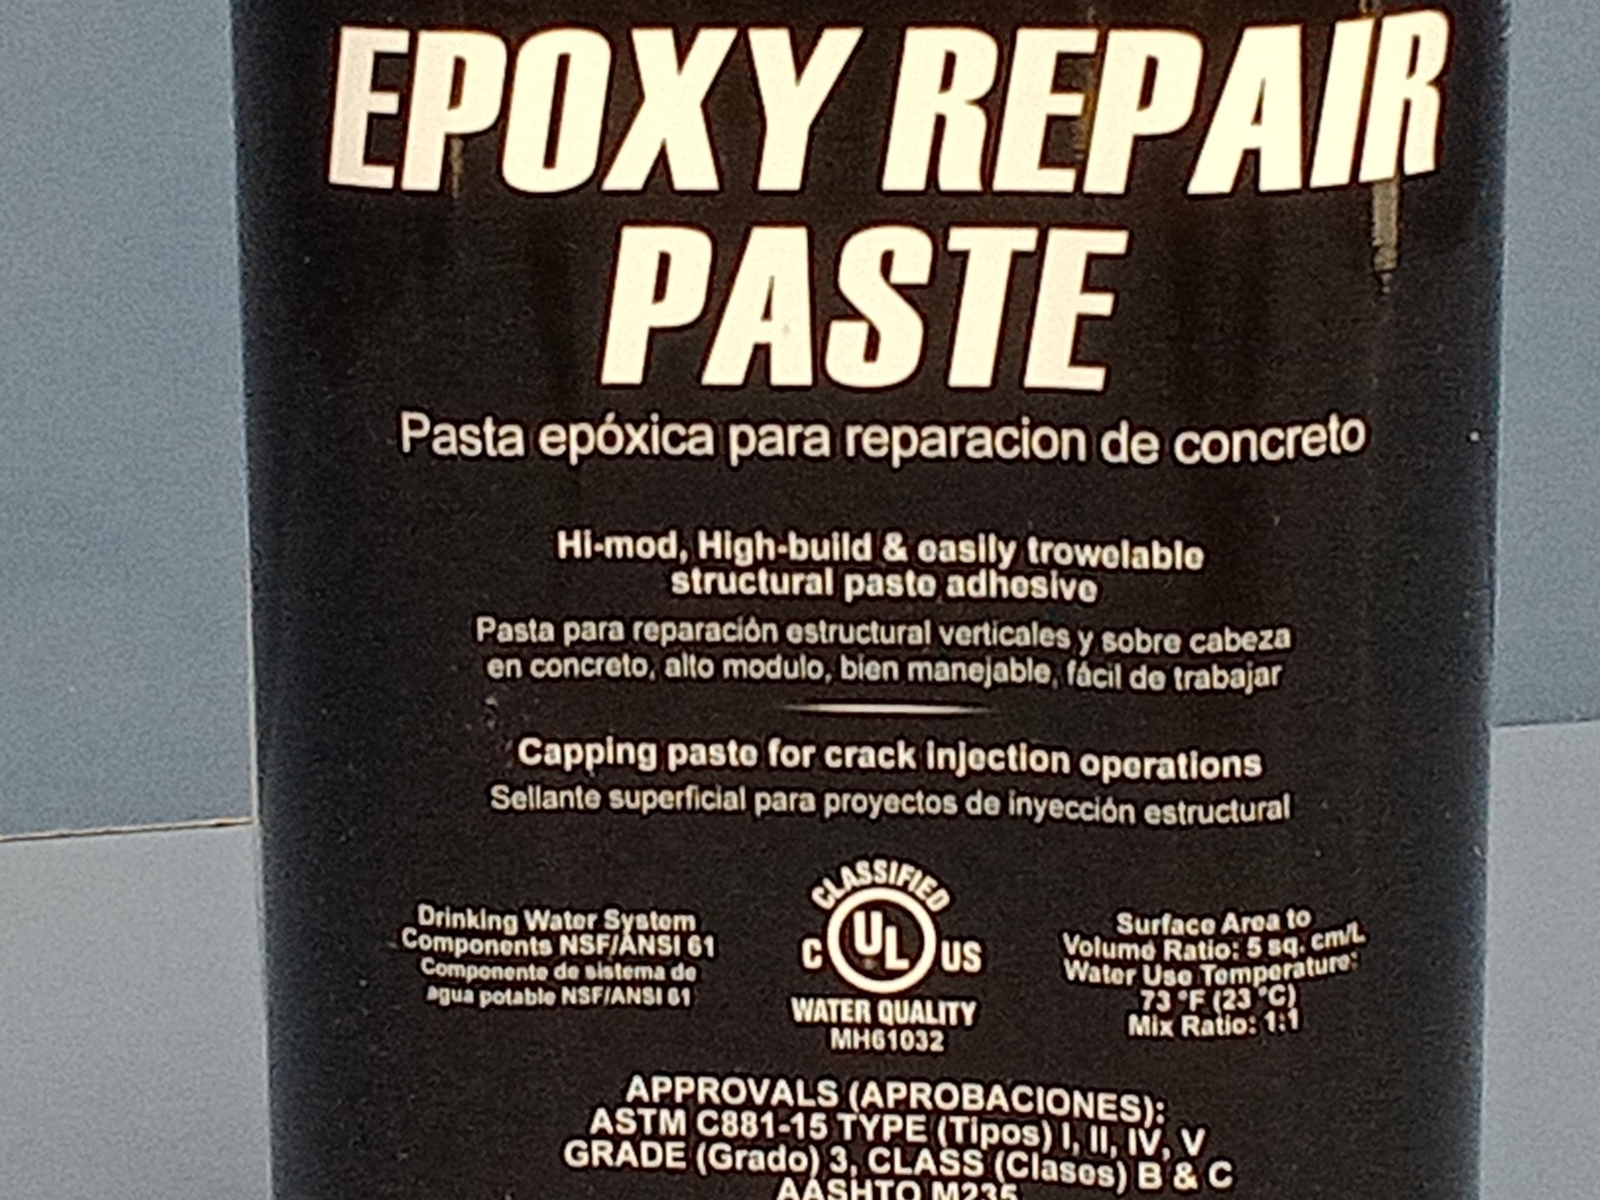 EPOXY REPAIR
PASTE
Pasta epóxica para reparacion de concreto
Hi-mod, High-build & easily trowelable
structural paste adhesive
Pasta para reparación estructural verticales y sobre cabeza
en concreto, alto modulo, bien manejable, fácil de trabajar
Capping paste for crack injection operations
Sellante superficial para proyectos de inyección estructural
Drinking Water System
Components NSF/ANSI 61
Componente de sistema de
agua potable NSF/ANSI 61
CLASSIFIED
C UL US
WATER QUALITY
MH61032
Surface Area to
Volume Ratio: 5 sq. cm/L
Water Use Temperature:
73 °F (23 °C)
Mix Ratio: 1:1
APPROVALS (APROBACIONES):
ASTM C881-15 TYPE (Tipos) I, II, IV, V
GRADE (Grado) 3, CLASS (Clases) B & C
AASHTO M235